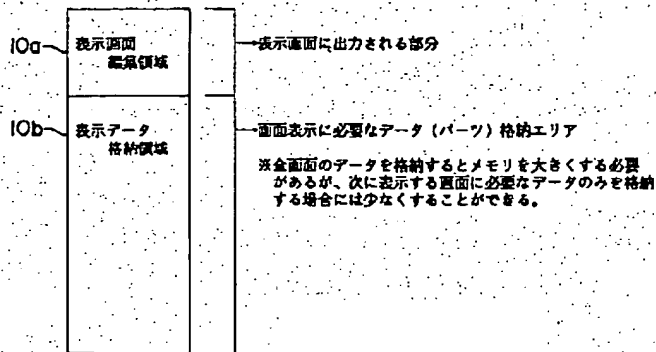 10a 表示画面 表示画面に出力される部分
編集領域
10b 表示データ 画面表示に必要なデータ（パーツ）格納エリア
格納領域
※全画面のデータを格納するとメモリを大きくする必要
があるが、次に表示する画面に必要なデータのみを格納
する場合には少なくすることができる。